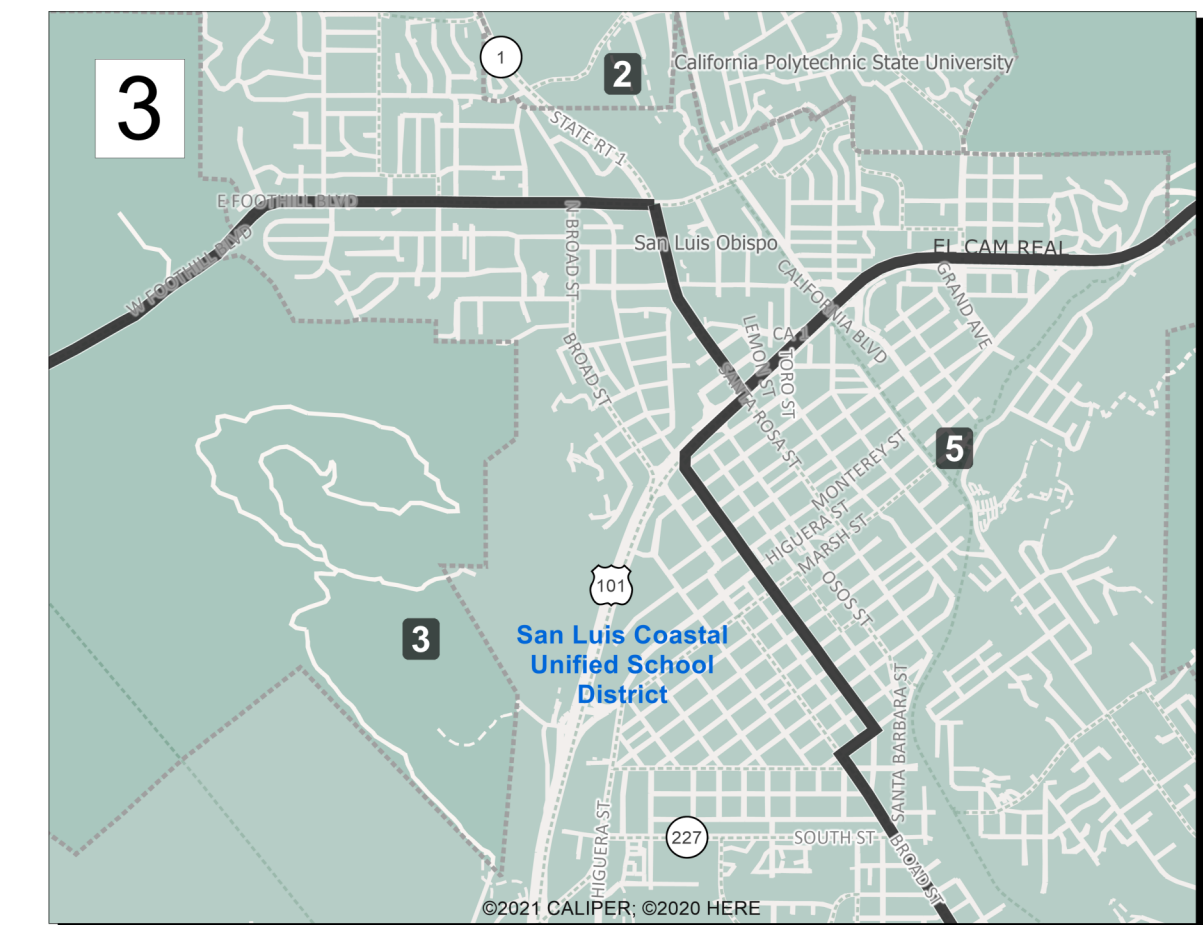 1
2
California Polytechnic State University
3
STATE RT 1
E FOOTHILL BLVD
N BROAD ST
San Luis Obispo
EL CAM REAL
W FOOTHILL BLVD
CALIFORNIA BLVD
GRAND AVE
LEMON ST
CA 1
TORO ST
BROAD ST
SANTA ROSA ST
MONTEREY ST
5
HIGUERA ST
MARSH ST
OSOS ST
101
3
San Luis Coastal
Unified School
District
SANTA BARBARA ST
HIGUERA ST
227
SOUTH ST
BROAD ST
©2021 CALIPER; ©2020 HERE